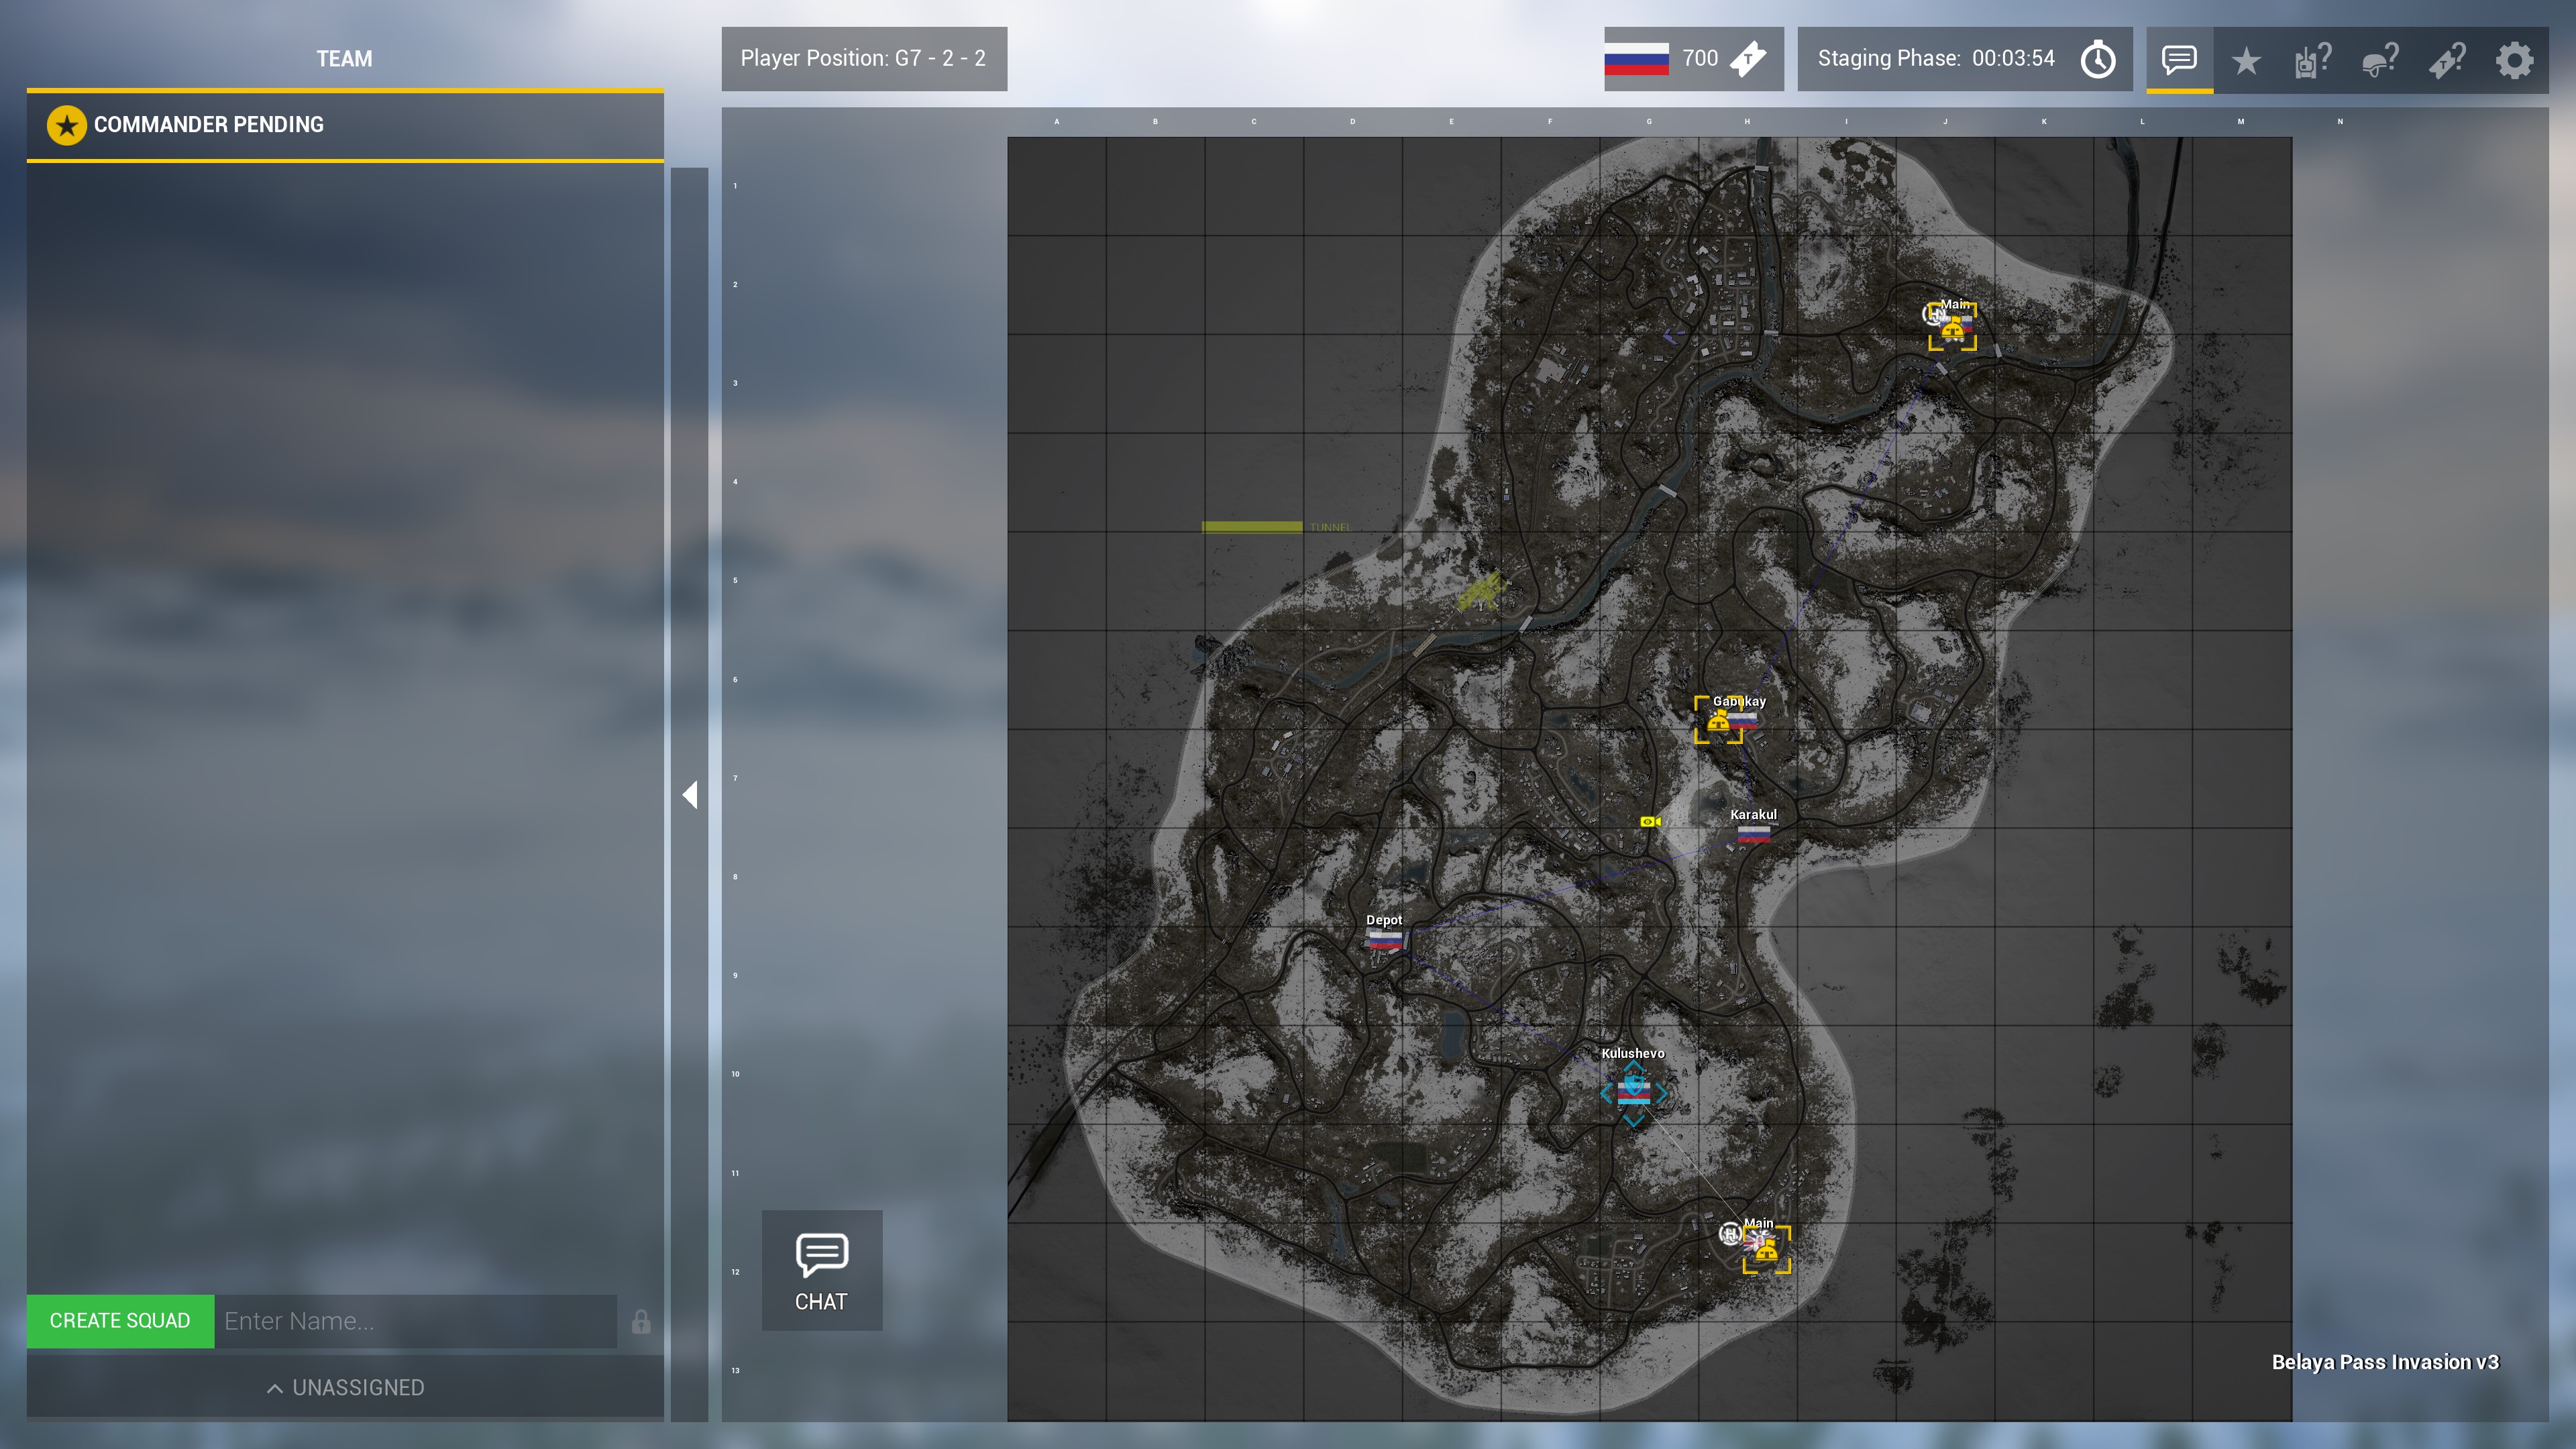 TEAM
Player Position: G7 - 2 - 2
700
T
Staging Phase: 00:03:54
COMMANDER PENDING
A B C D E F G H I J K L M N
1
2
3
4
5
6
7
8
9
10
11
12
13
Main
H
TUNNEL
Gabukay
Karakul
Depot
Kulushevo
Main
H
CHAT
CREATE SQUAD
Enter Name...
UNASSIGNED
Belaya Pass Invasion v3